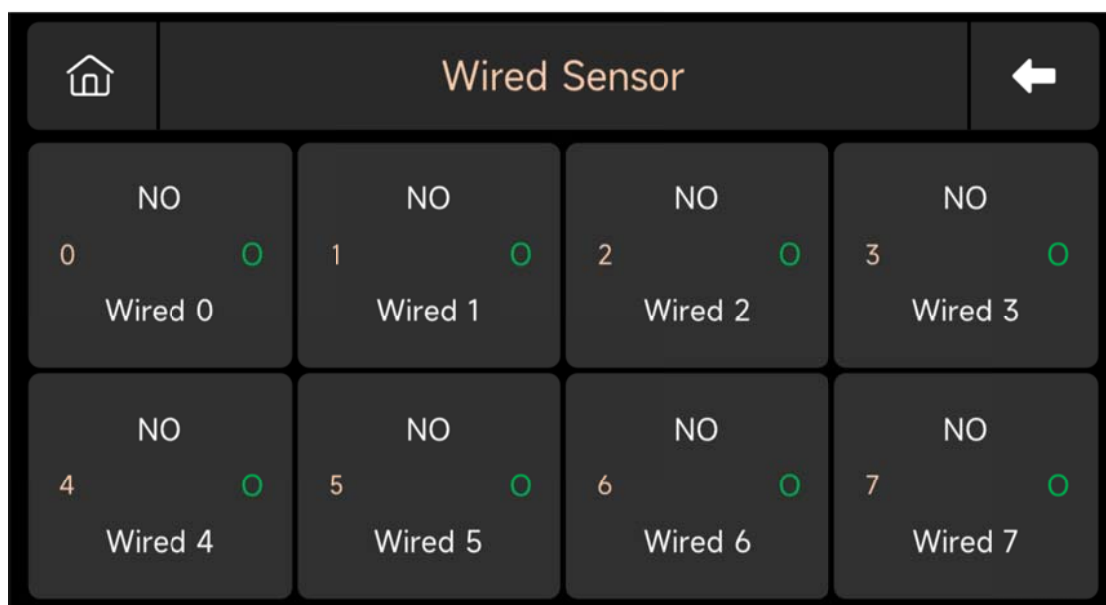 Wired Sensor
NO
0 O
Wired 0
NO
1 O
Wired 1
NO
2 O
Wired 2
NO
3 O
Wired 3
NO
4 O
Wired 4
NO
5 O
Wired 5
NO
6 O
Wired 6
NO
7 O
Wired 7